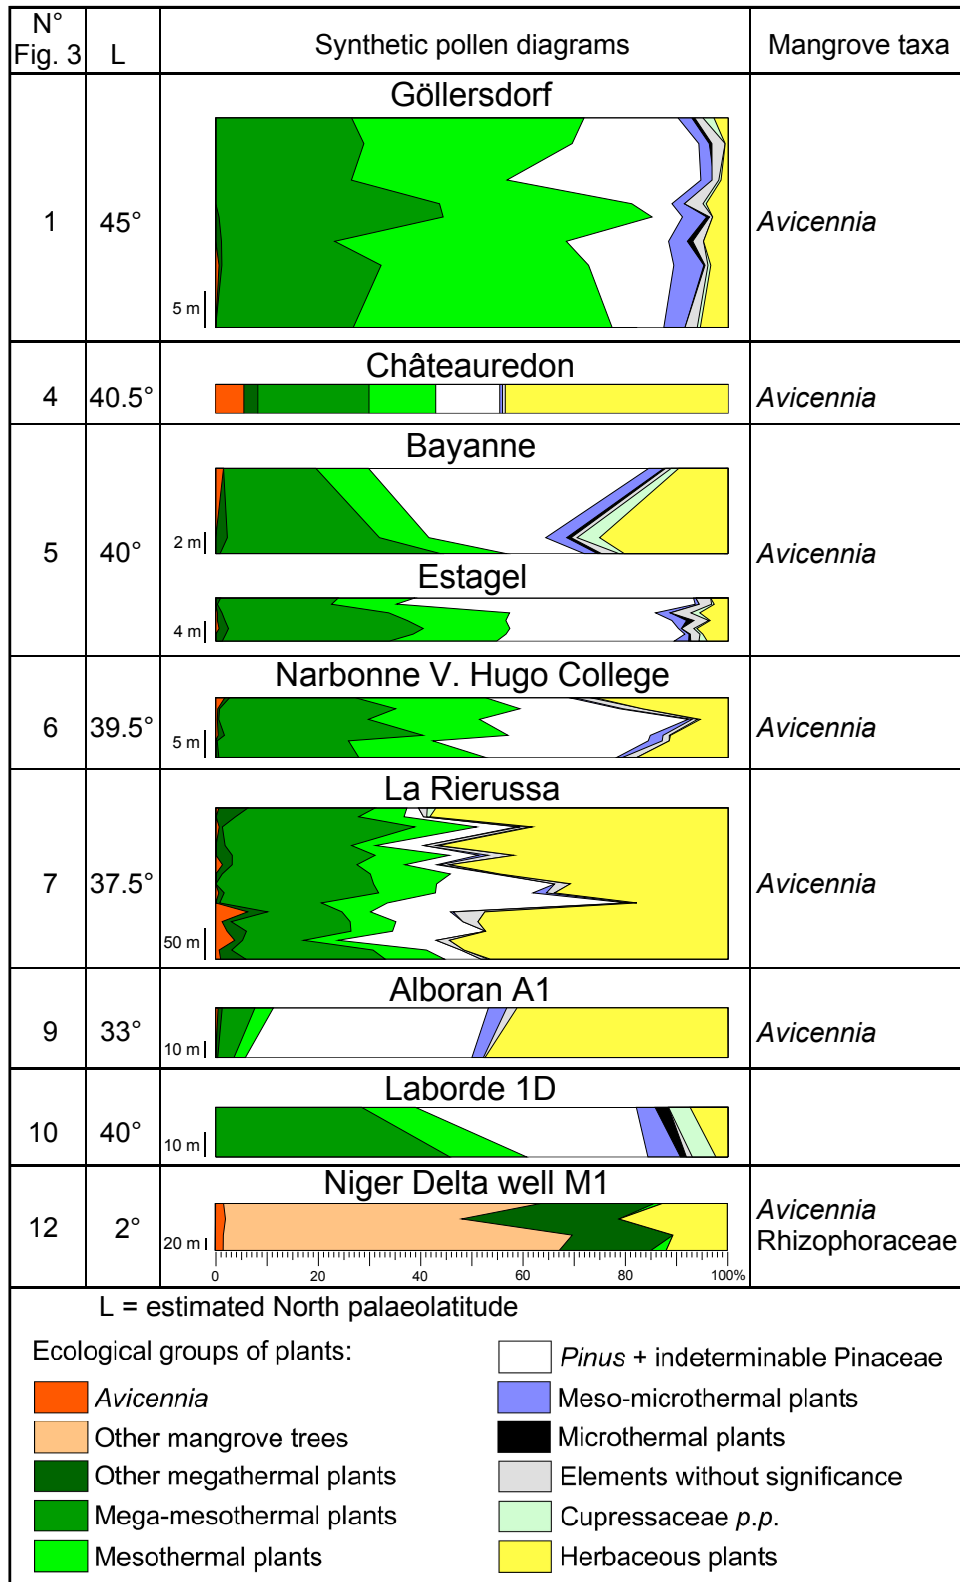 N°
Fig. 3
L
Synthetic pollen diagrams
Mangrove taxa
Göllersdorf
1
45°
5 m
Avicennia
Châteauredon
4
40.5°
Avicennia
Bayanne
2 m
5
40°
Avicennia
Estagel
4 m
Narbonne V. Hugo College
6
39.5°
5 m
Avicennia
La Rierussa
7
37.5°
50 m
Avicennia
Alboran A1
9
33°
10 m
Avicennia
Laborde 1D
10
40°
10 m
Niger Delta well M1
12
2°
20 m
Avicennia
Rhizophoraceae
0 20 40 60 80 100%
L = estimated North palaeolatitude
Ecological groups of plants:
Avicennia
Other mangrove trees
Other megathermal plants
Mega-mesothermal plants
Mesothermal plants
Pinus + indeterminable Pinaceae
Meso-microthermal plants
Microthermal plants
Elements without significance
Cupressaceae p.p.
Herbaceous plants